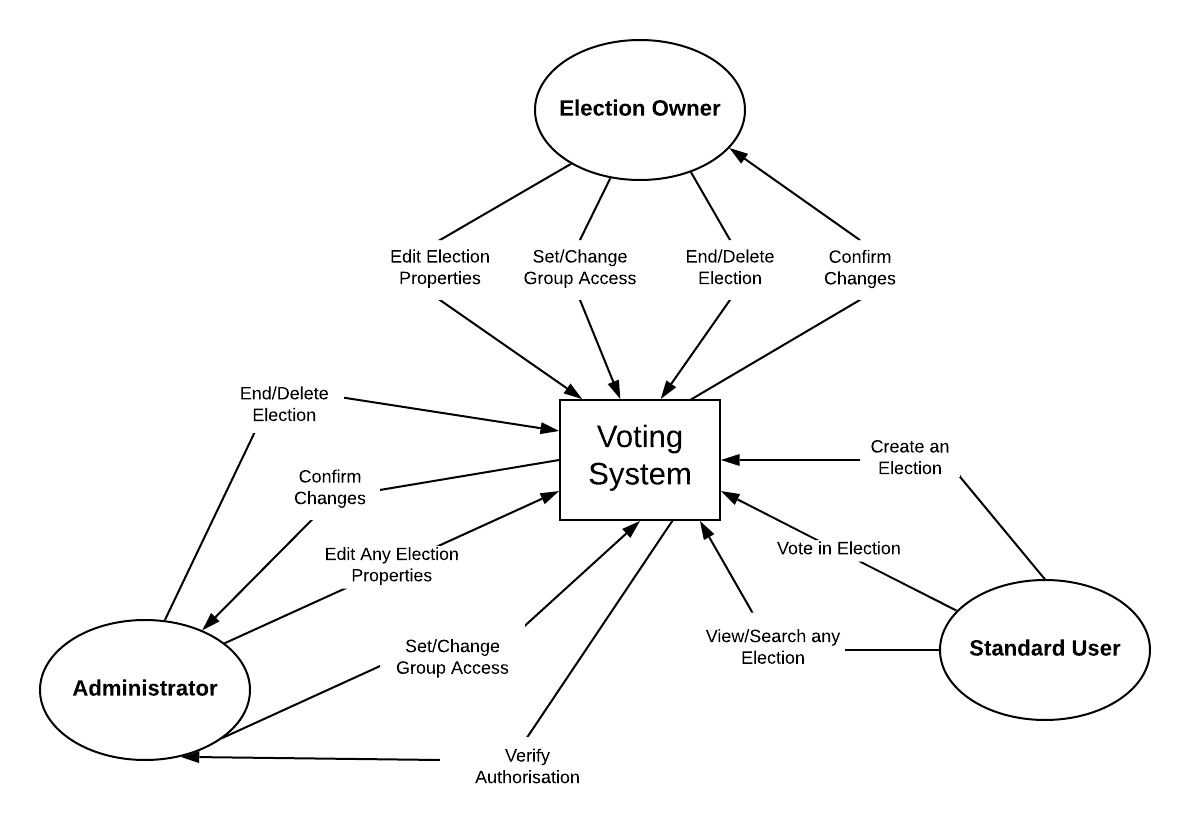 Election Owner
Edit Election
Properties
Set/Change
Group Access
End/Delete
Election
Confirm
Changes
End/Delete
Election
Voting
System
Confirm
Changes
Create an
Election
Edit Any Election
Properties
Vote in Election
Set/Change
Group Access
View/Search any
Election
Standard User
Administrator
Verify
Authorisation